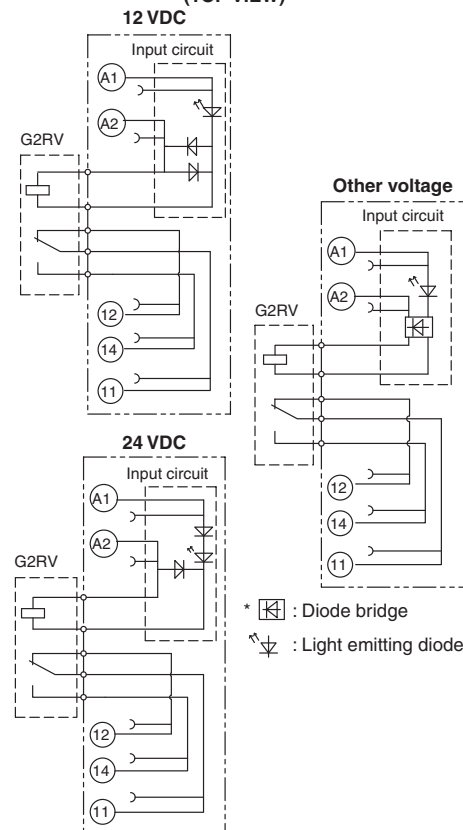 (TOP VIEW)
12 VDC
Input circuit
A1
A2
G2RV
12
14
11
Other voltage
Input circuit
A1
A2
G2RV
12
14
11
24 VDC
Input circuit
A1
A2
G2RV
12
14
11
* : Diode bridge
: Light emitting diode